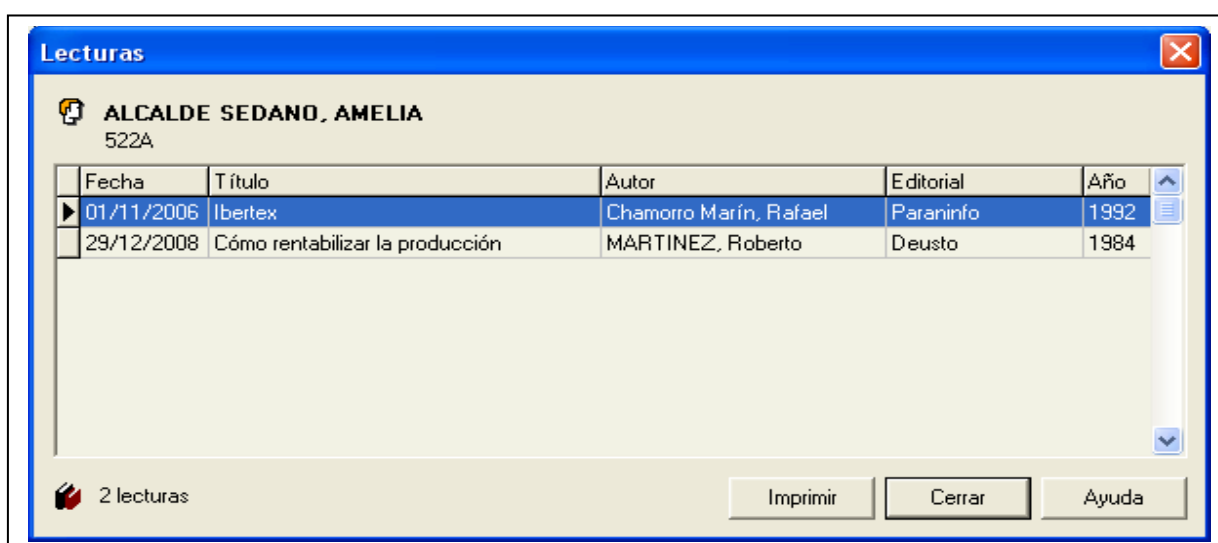 Lecturas
ALCALDE SEDANO, AMELIA
522A
Fecha Título Autor Editorial Año
01/11/2006 Ibertex Chamorro Marín, Rafael Paraninfo 1992
29/12/2008 Cómo rentabilizar la producción MARTINEZ, Roberto Deusto 1984
2 lecturas Imprimir Cerrar Ayuda